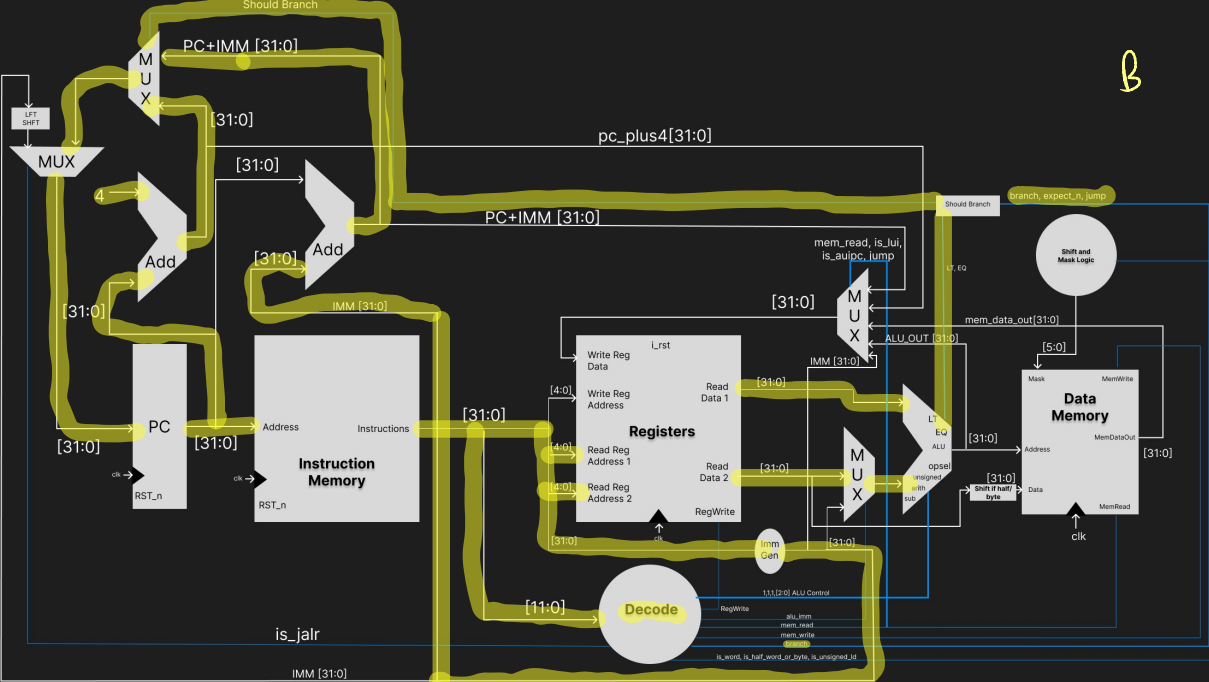 Should Branch
B
PC+IMM [31:0]
M
U
X
LFT
SHFT
[31:0]
MUX
pc_plus4[31:0]
[31:0]
4
Add
Add
[31:0]
PC+IMM [31:0]
Should Branch
branch, expect_n, jump
mem_read, is_lui,
is_auipc, jump
Shift and
Mask Logic
LT, EQ
[31:0]
IMM [31:0]
[31:0]
M
U
X
mem_data_out[31:0]
ALU_OUT [31:0]
[5:0]
IMM [31:0]
i_rst
Write Reg
Data
[4:0]
Write Reg
Address
Read
Data 1
[31:0]
Mask
MemWrite
Data
Memory
PC
[31:0]
[31:0]
Address
Instructions
[31:0]
Registers
LT
EQ
ALU
[31:0]
MemDataOut
[31:0]
Address
[4:0]
Read Reg
Address 1
Instruction
Memory
clk
RST_n
clk
RST_n
[4:0]
Read Reg
Address 2
Read
Data 2
[31:0]
M
U
X
opsel
unsigned
arith
sub
[31:0]
Shift if half/
byte
Data
RegWrite
MemRead
clk
clk
[31:0]
Imm
Gen
[31:0]
1,1,1,[2:0] ALU Control
[11:0]
Decode
RegWrite
alu_imm
mem_read
mem_write
branch
is_word, is_half_word_or_byte, is_unsigned_ld
is_jalr
IMM [31:0]